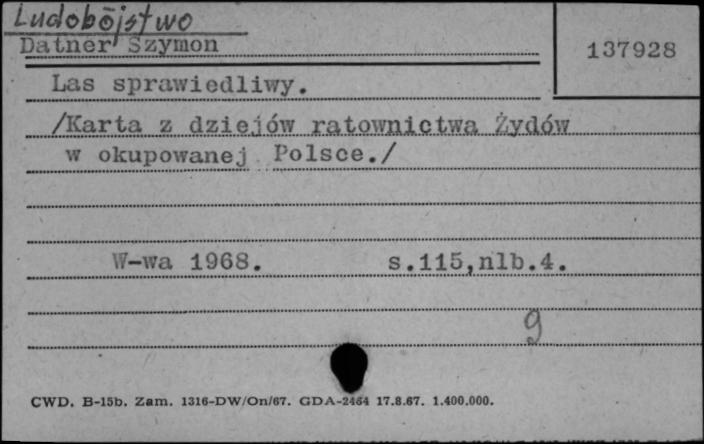 Ludobójstwo
Datner Szymon
137928
Las sprawiedliwy.
/Karta z dziejów ratownictwa Żydów
w okupowanej Polsce./
W-wa 1968. s.115,nlb.4.
9
CWD. B-15b. Zam. 1316-DW/On/67. GDA-2464 17.8.67. 1.400.000.